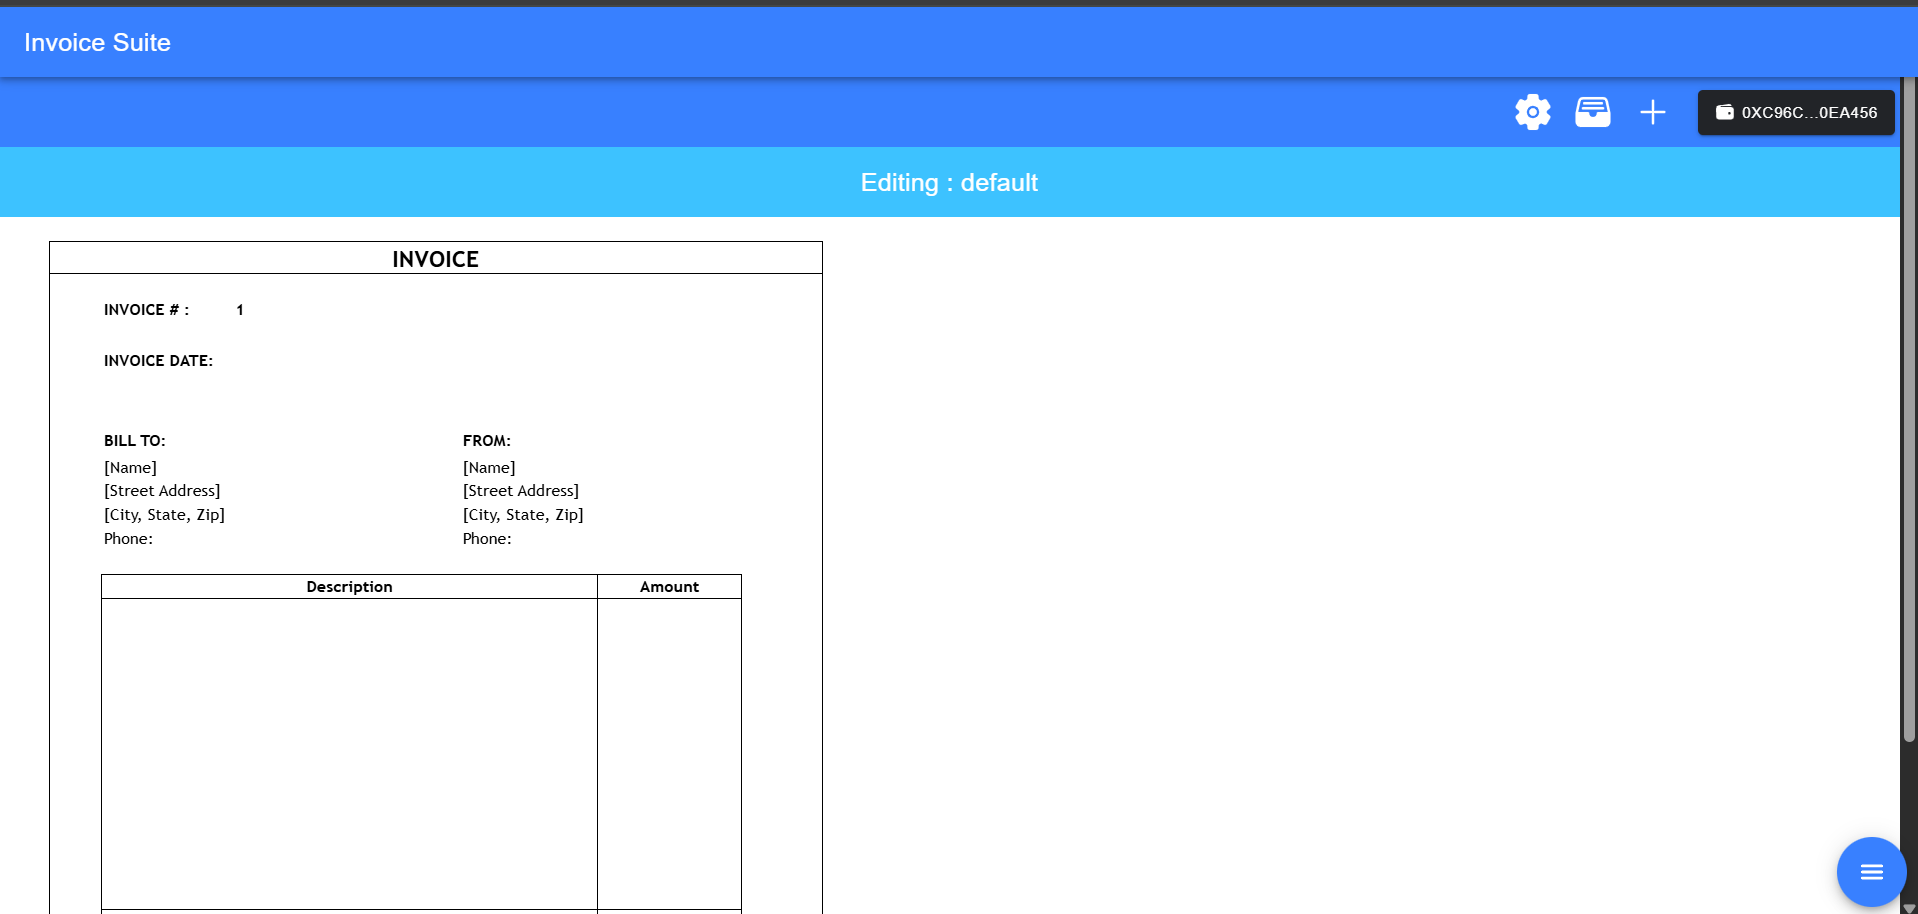 Invoice Suite
0XC96C...0EA456
Editing : default
INVOICE
INVOICE # : 1
INVOICE DATE:
BILL TO: FROM:
[Name] [Name]
[Street Address] [Street Address]
[City, State, Zip] [City, State, Zip]
Phone: Phone:
Description Amount